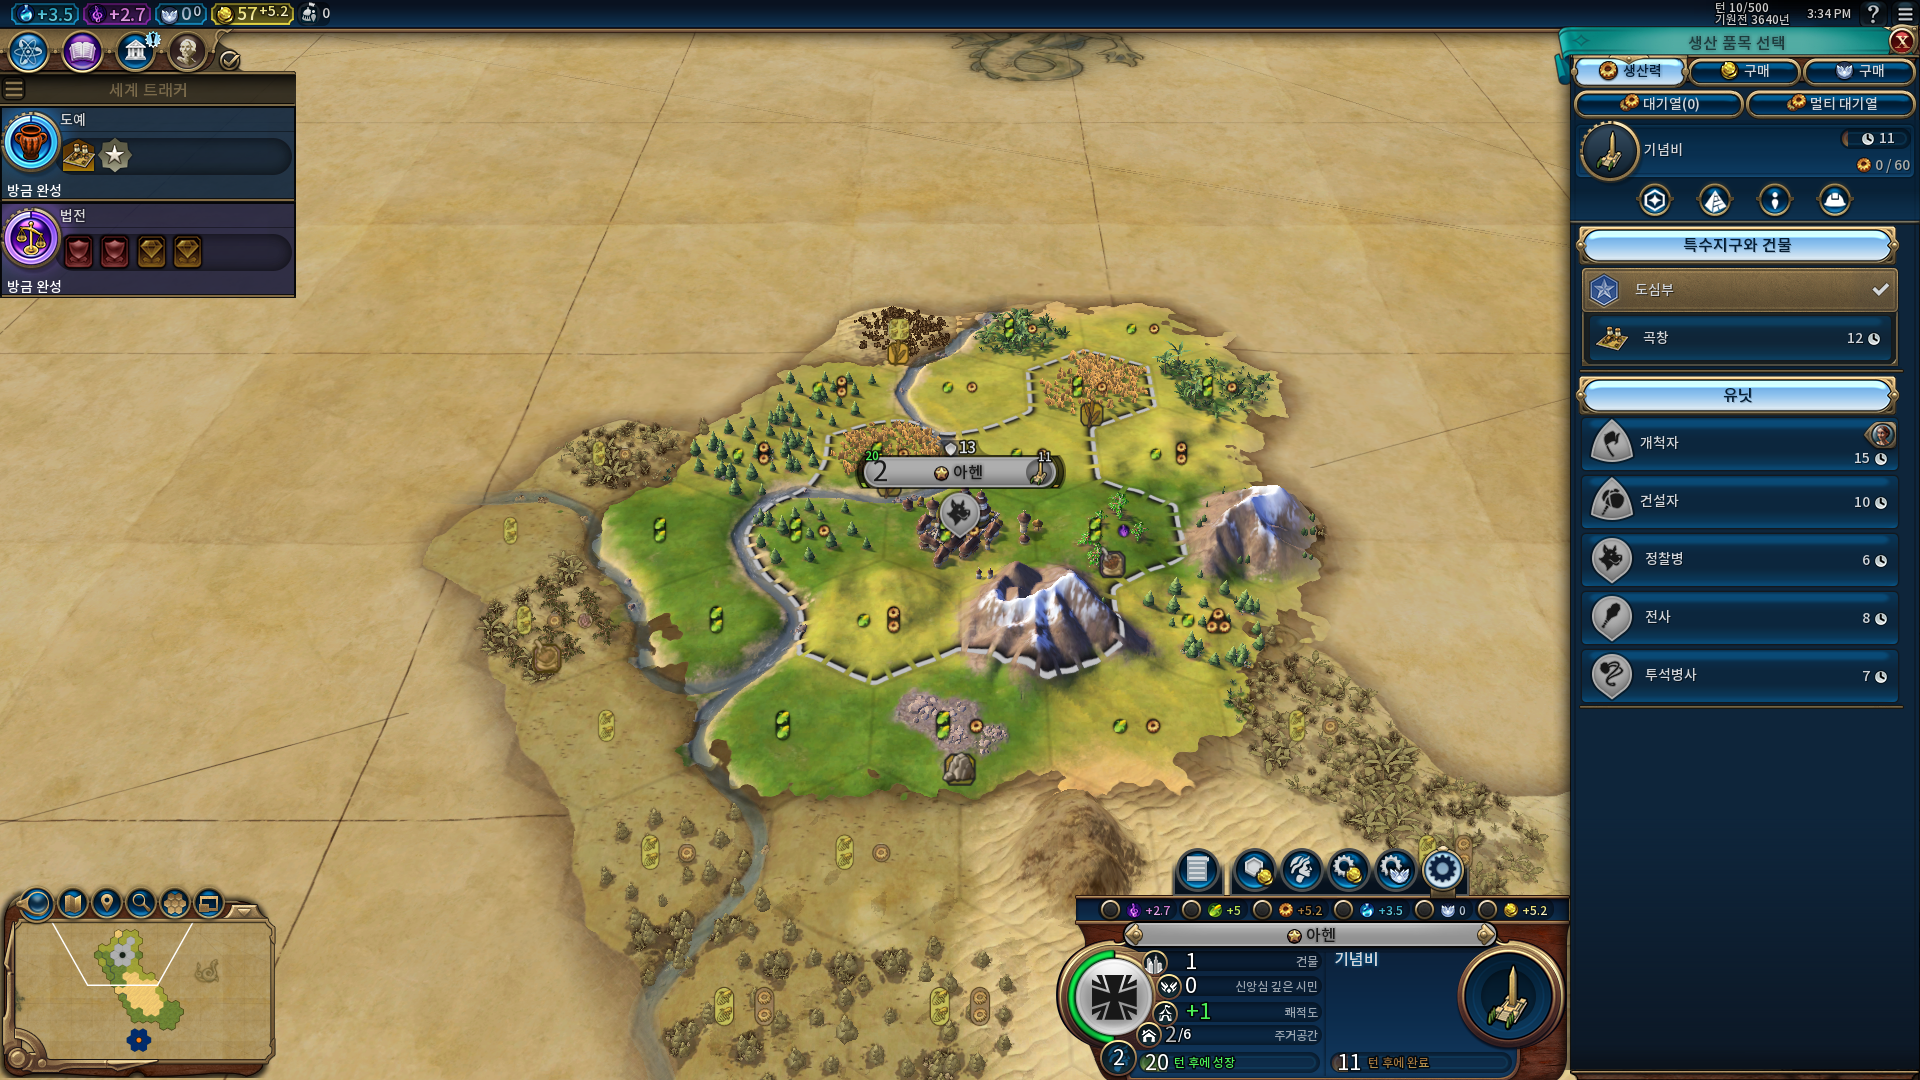 +3.5 +2.7 0 0 57 +5.2 0
턴 10/500
기원전 3640년
3:34 PM
?
생산 품목 선택
X
세계 트래커
생산력 구매 구매
대기열(0) 멀티 대기열
도예
방금 완성
법전
방금 완성
기념비
11
0 / 60
특수지구와 건물
도심부
곡창 12
유닛
개척자
15
건설자 10
정찰병 6
전사 8
투석병사 7
13
20
2 아헨 11
+2.7 +5 +5.2 +3.5 0 +5.2
아헨
1 건물 기념비
0 신앙심 깊은 시민
+1 쾌적도
2/6 주거공간
2 20 턴 후에 성장 11 턴 후에 완료